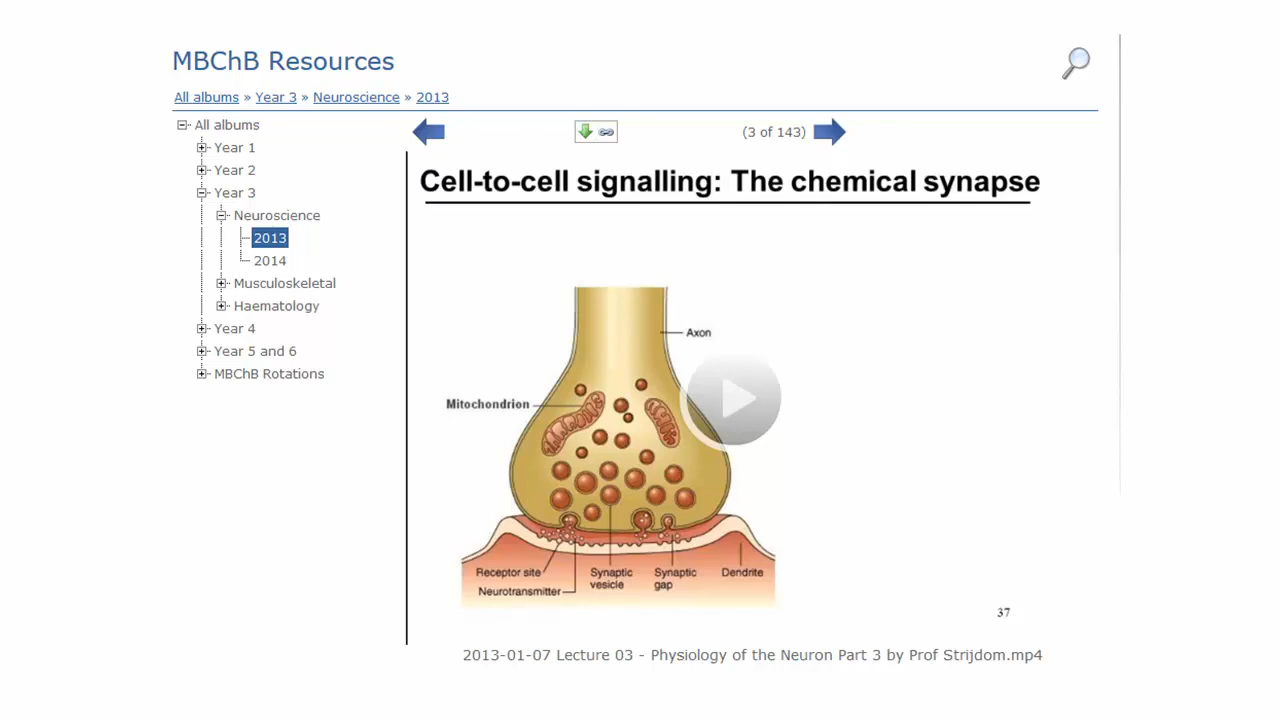 MBChB Resources
All albums » Year 3 » Neuroscience » 2013
All albums
Year 1
Year 2
Year 3
Neuroscience
2013
2014
Musculoskeletal
Haematology
Year 4
Year 5 and 6
MBChB Rotations
(3 of 143)
Cell-to-cell signalling: The chemical synapse
Axon
Mitochondrion
Receptor site
Neurotransmitter
Synaptic
vesicle
Synaptic
gap
Dendrite
37
2013-01-07 Lecture 03 - Physiology of the Neuron Part 3 by Prof Strijdom.mp4